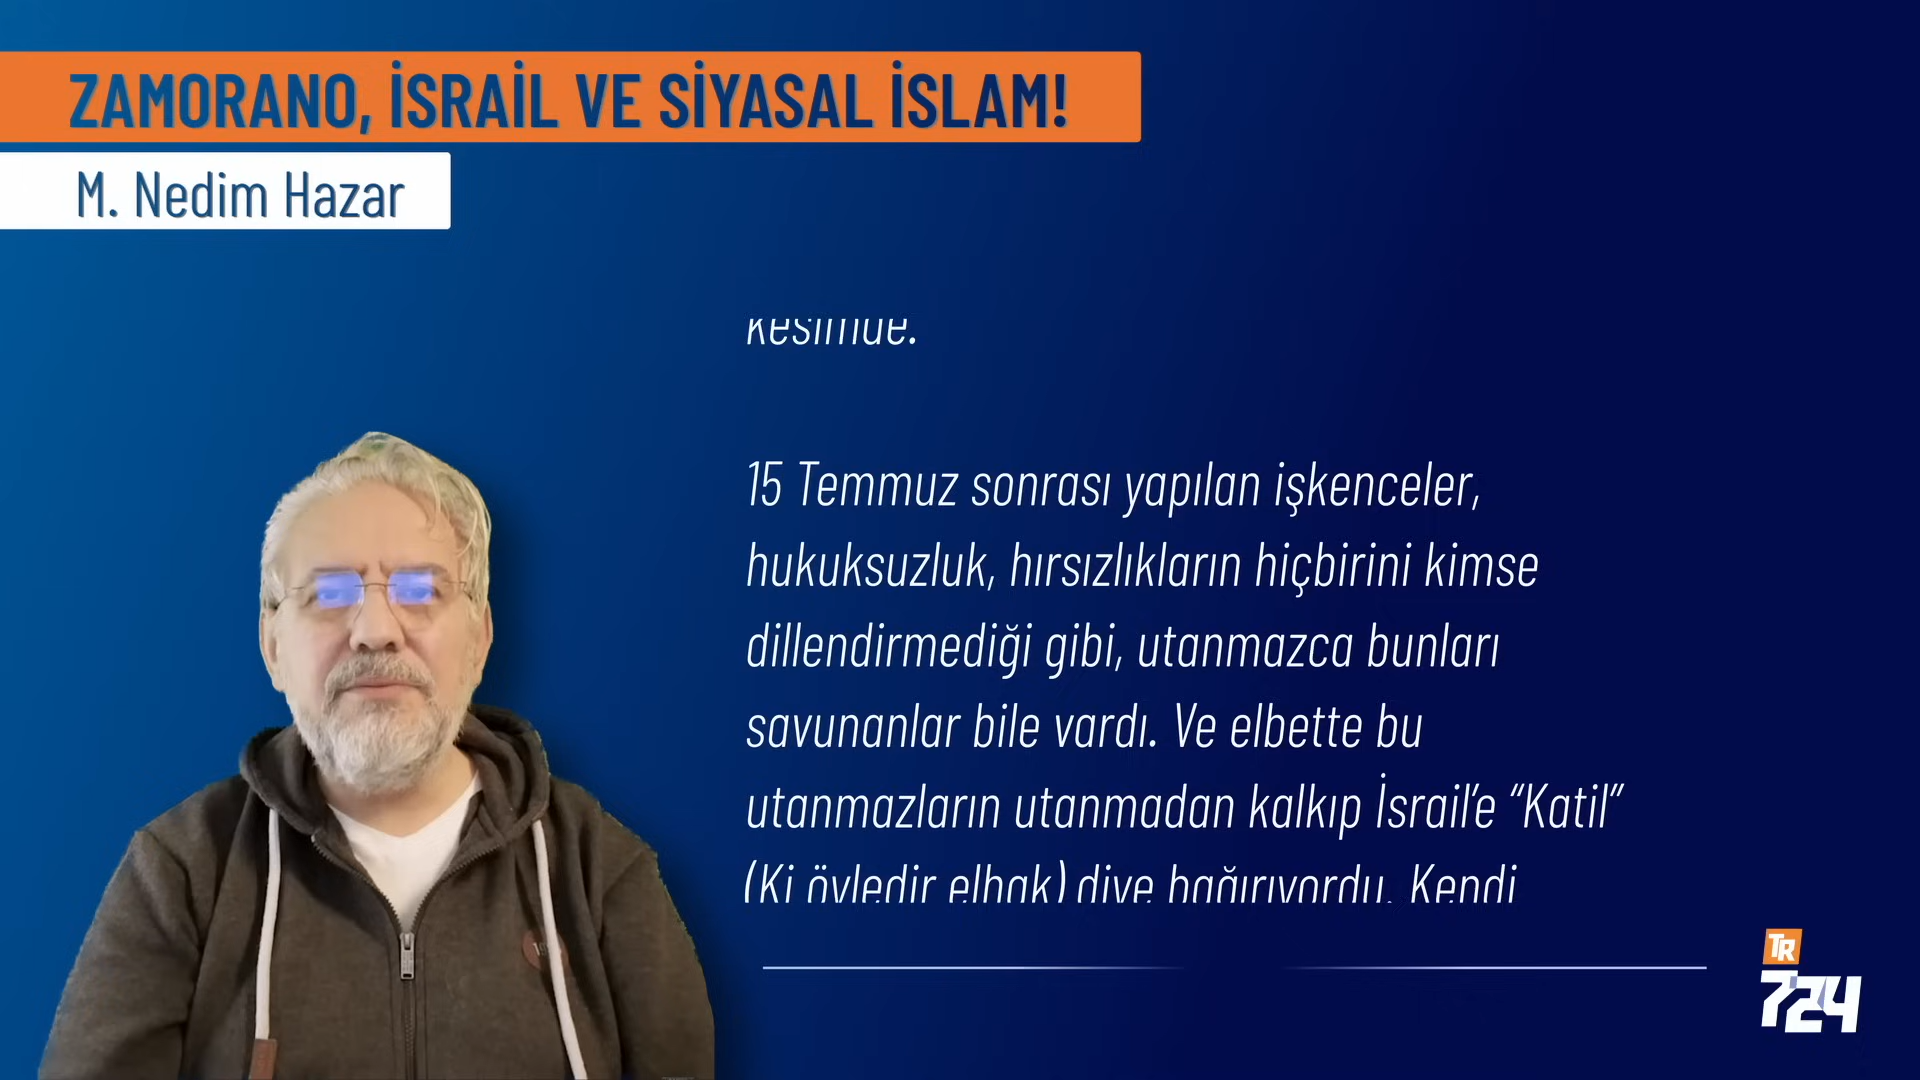 ZAMORANO, İSRAİL VE SİYASAL İSLAM!
M. Nedim Hazar
kesimde.
15 Temmuz sonrası yapılan işkenceler,
hukuksuzluk, hırsızlıkların hiçbirini kimse
dillendirmediği gibi, utanmazca bunları
savunanlar bile vardı. Ve elbette bu
utanmazların utanmadan kalkıp İsrail’e “Katil”
(Ki öyledir elhak) diye bağırıyordu. Kendi
TR
724